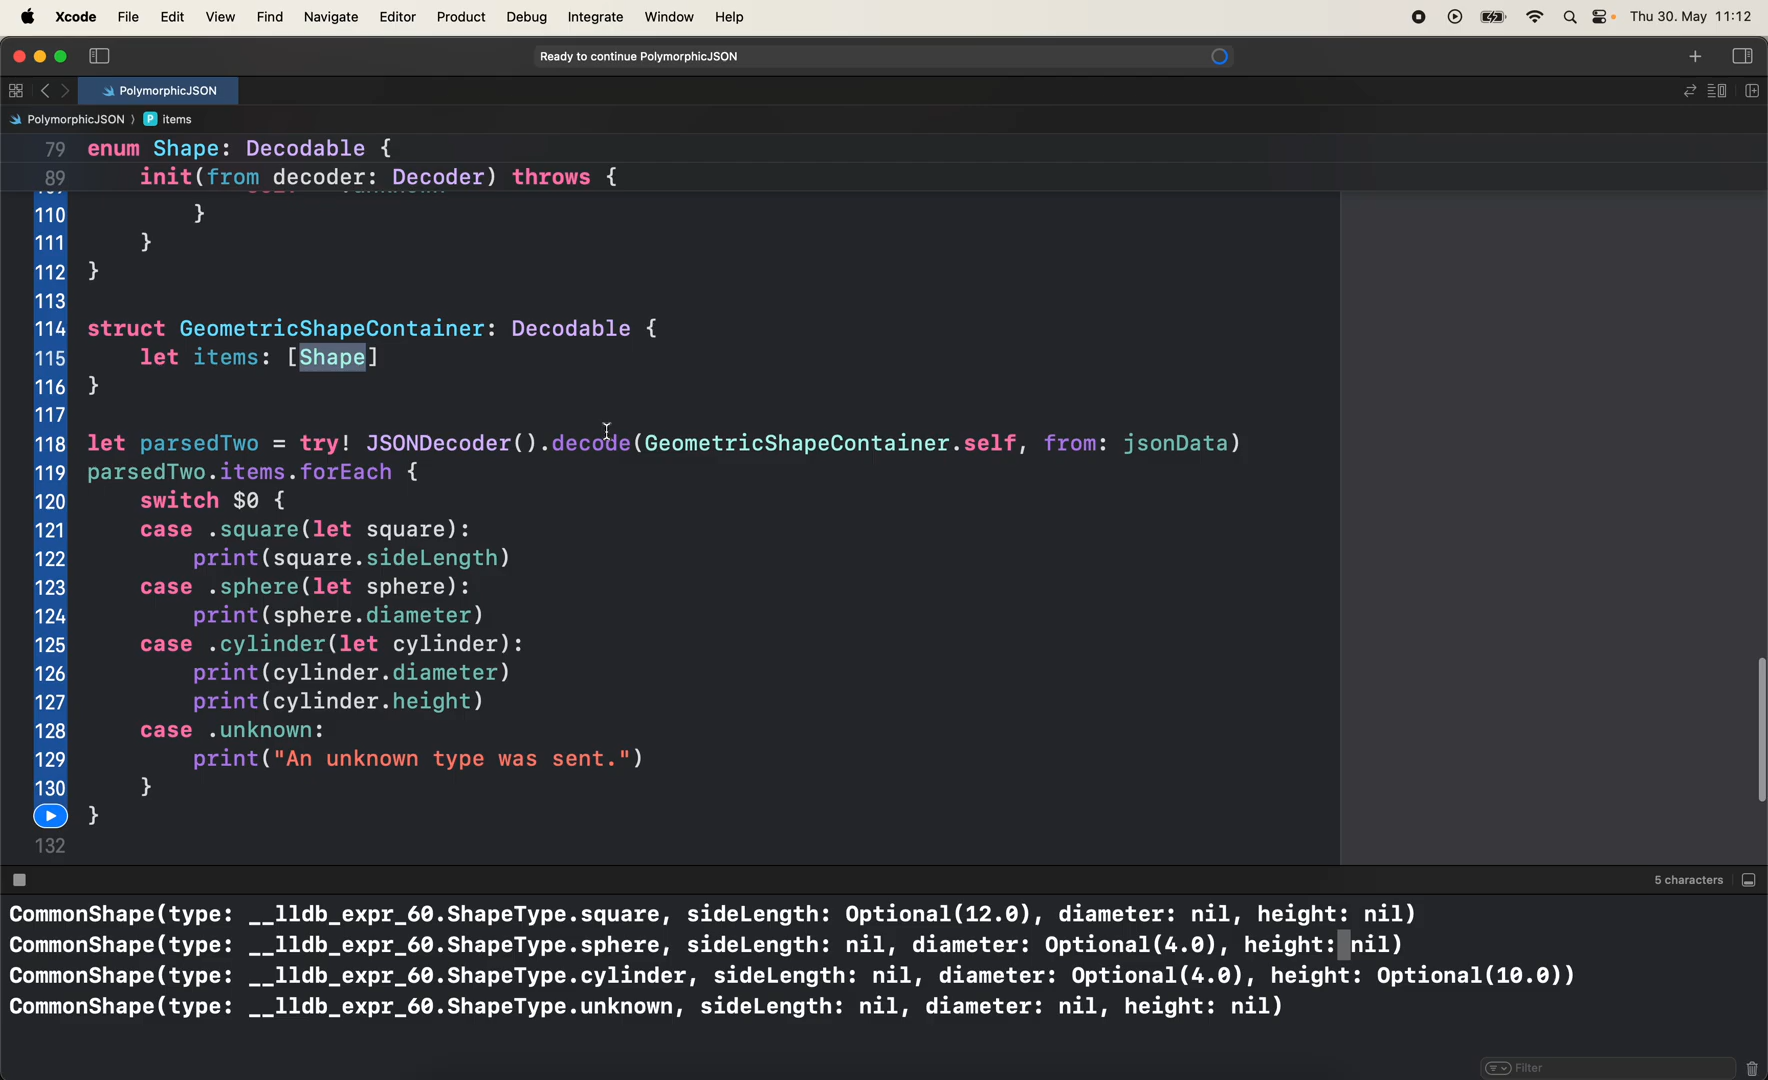 Xcode File Edit View Find Navigate Editor Product Debug Integrate Window Help Thu 30. May 11:12
Ready to continue PolymorphicJSON
PolymorphicJSON
PolymorphicJSON ⟩ P items
79 enum Shape: Decodable {
89 init(from decoder: Decoder) throws {
110 }
111 }
112 }
113
114 struct GeometricShapeContainer: Decodable {
115 let items: [Shape]
116 }
117
118 let parsedTwo = try! JSONDecoder().decode(GeometricShapeContainer.self, from: jsonData)
119 parsedTwo.items.forEach {
120 switch $0 {
121 case .square(let square):
122 print(square.sideLength)
123 case .sphere(let sphere):
124 print(sphere.diameter)
125 case .cylinder(let cylinder):
126 print(cylinder.diameter)
127 print(cylinder.height)
128 case .unknown:
129 print("An unknown type was sent.")
130 }
}
132
5 characters
CommonShape(type: __lldb_expr_60.ShapeType.square, sideLength: Optional(12.0), diameter: nil, height: nil)
CommonShape(type: __lldb_expr_60.ShapeType.sphere, sideLength: nil, diameter: Optional(4.0), height: nil)
CommonShape(type: __lldb_expr_60.ShapeType.cylinder, sideLength: nil, diameter: Optional(4.0), height: Optional(10.0))
CommonShape(type: __lldb_expr_60.ShapeType.unknown, sideLength: nil, diameter: nil, height: nil)
Filter